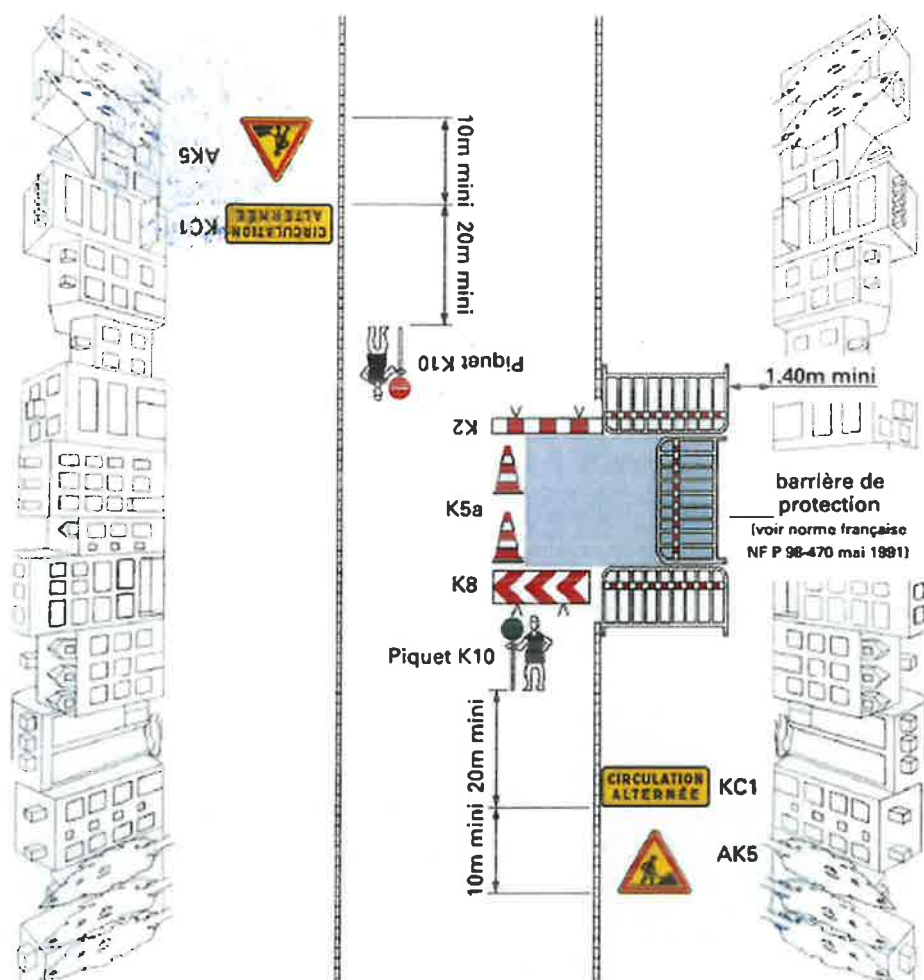 10m mini
AK5
KC1
CIRCULATION
ALTERNÉE
20m mini
Piquet K10
1.40m mini
K2
barrière de
protection
(voir norme française
NF P 98-470 mai 1991)
K5a
K8
Piquet K10
20m mini
CIRCULATION
ALTERNÉE
KC1
10m mini
AK5